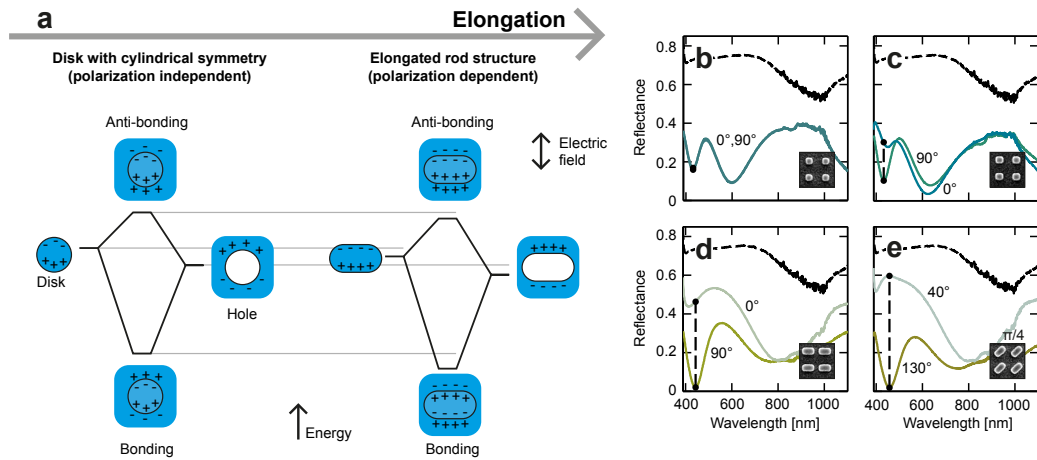 a
Elongation
Disk with cylindrical symmetry
(polarization independent)
Elongated rod structure
(polarization dependent)
Anti-bonding
Anti-bonding
Electric
field
Disk
Hole
Bonding
Energy
Bonding
b
c
0.8
0.6
0.4
0.2
0
Reflectance
0°,90°
90°
0°
d
e
0.8
0.6
0.4
0.2
0
Reflectance
0°
90°
40°
π/4
130°
400 600 800 1000
400 600 800 1000
Wavelength [nm]
Wavelength [nm]